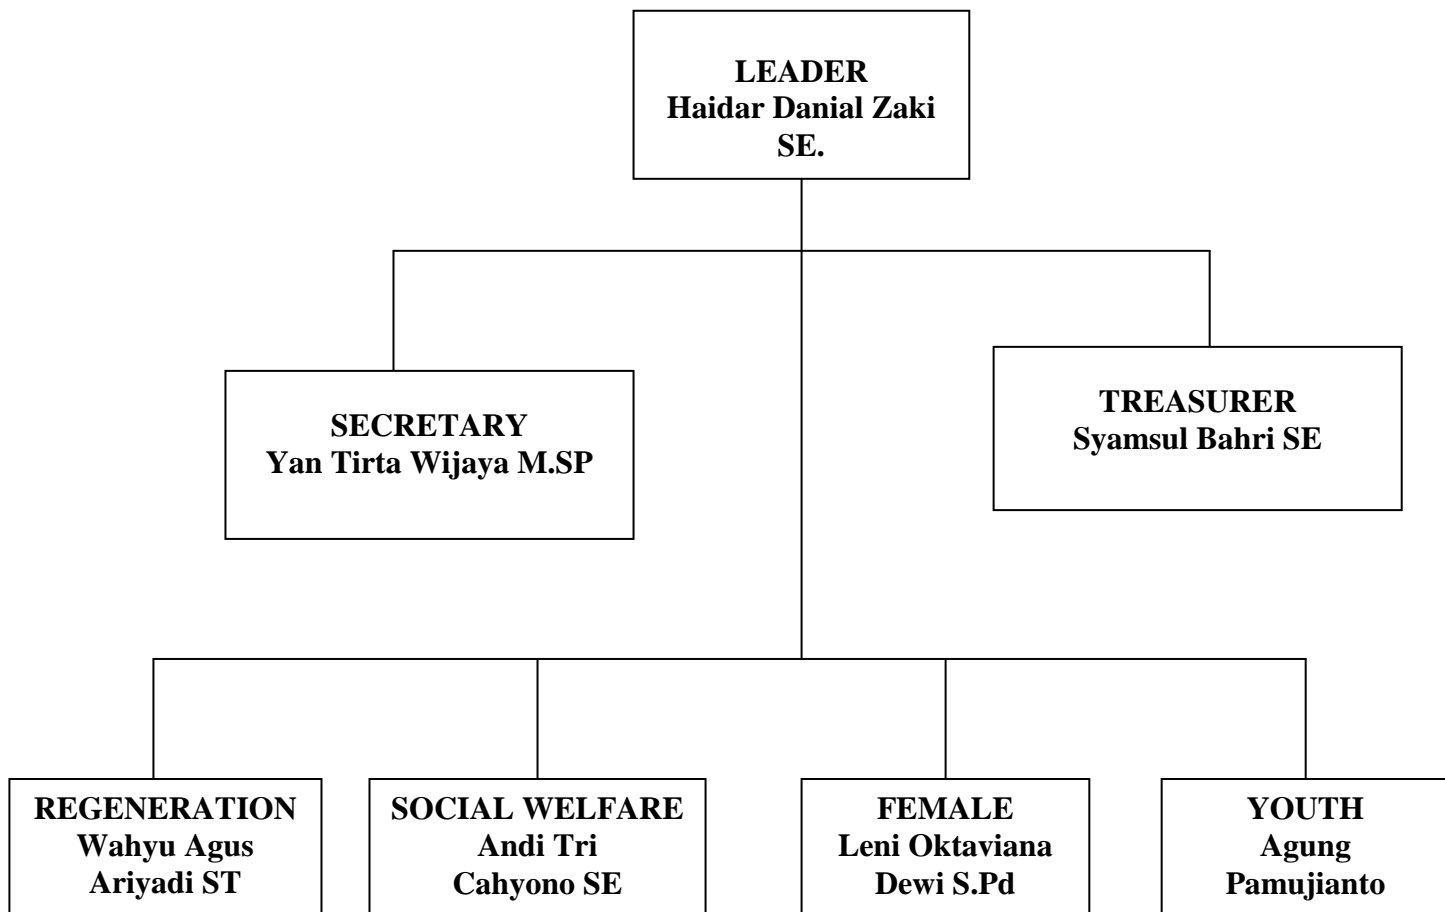 LEADER
Haidar Danial Zaki
SE.
SECRETARY
Yan Tirta Wijaya M.SP
TREASURER
Syamsul Bahri SE
REGENERATION
Wahyu Agus
Ariyadi ST
SOCIAL WELFARE
Andi Tri
Cahyono SE
FEMALE
Leni Oktaviana
Dewi S.Pd
YOUTH
Agung
Pamujianto